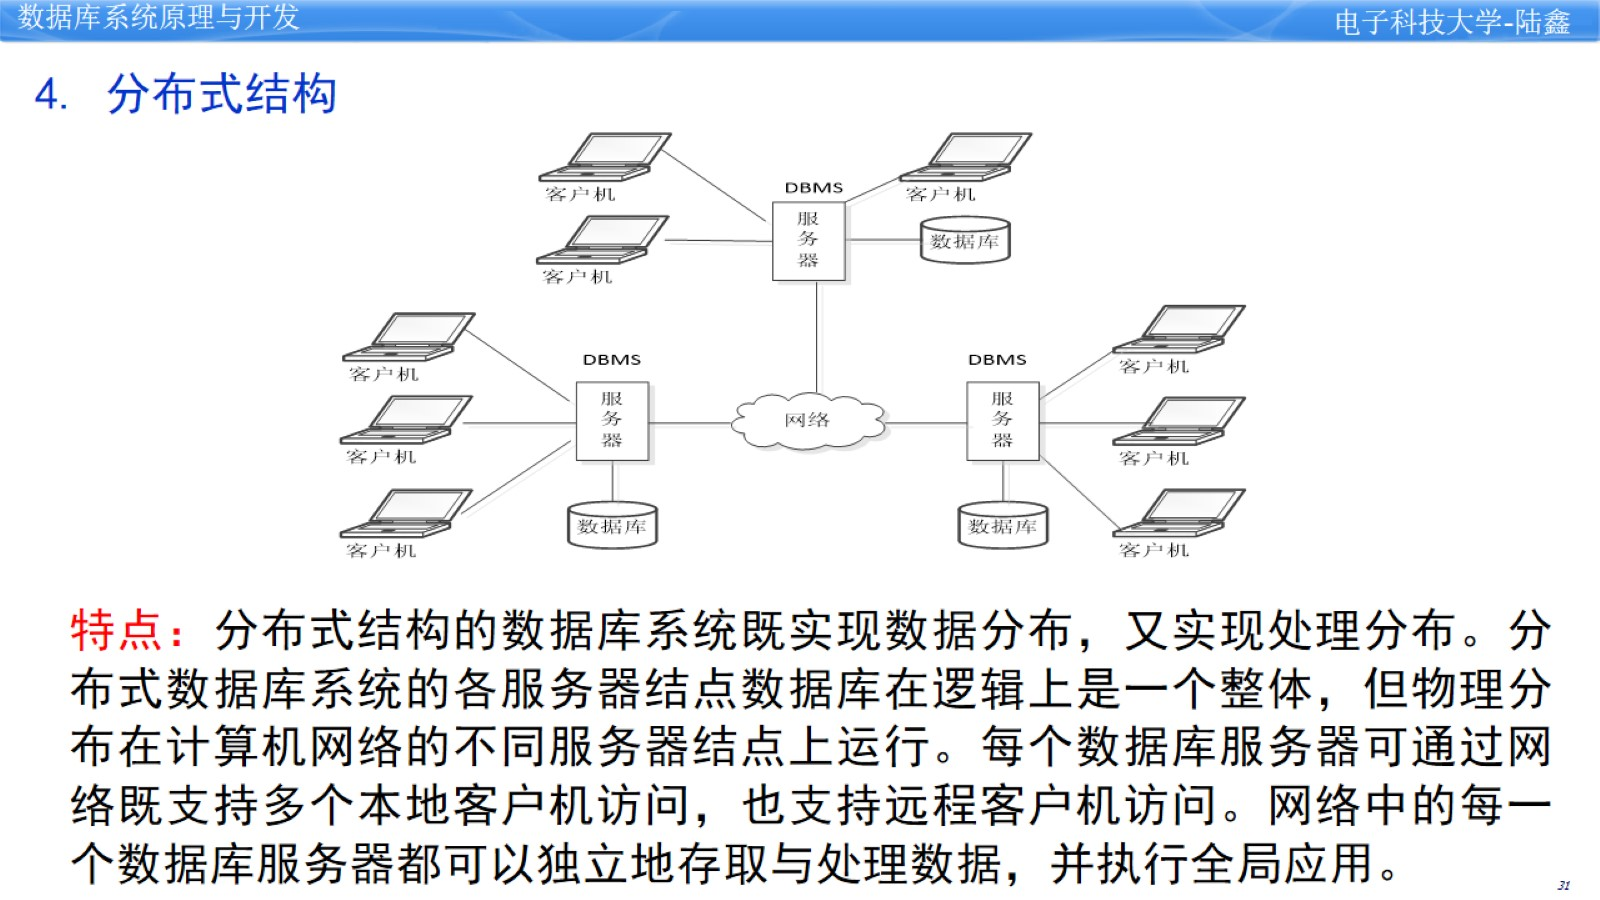 数据库系统原理与开发
电子科技大学-陆鑫
4. 分布式结构
客户机
DBMS
客户机
服
务
器
数据库
客户机
客户机
DBMS
DBMS
客户机
服
务
器
网络
服
务
器
客户机
客户机
数据库
数据库
客户机
客户机
特点：分布式结构的数据库系统既实现数据分布，又实现处理分布。分
布式数据库系统的各服务器结点数据库在逻辑上是一个整体，但物理分
布在计算机网络的不同服务器结点上运行。每个数据库服务器可通过网
络既支持多个本地客户机访问，也支持远程客户机访问。网络中的每一
个数据库服务器都可以独立地存取与处理数据，并执行全局应用。
31